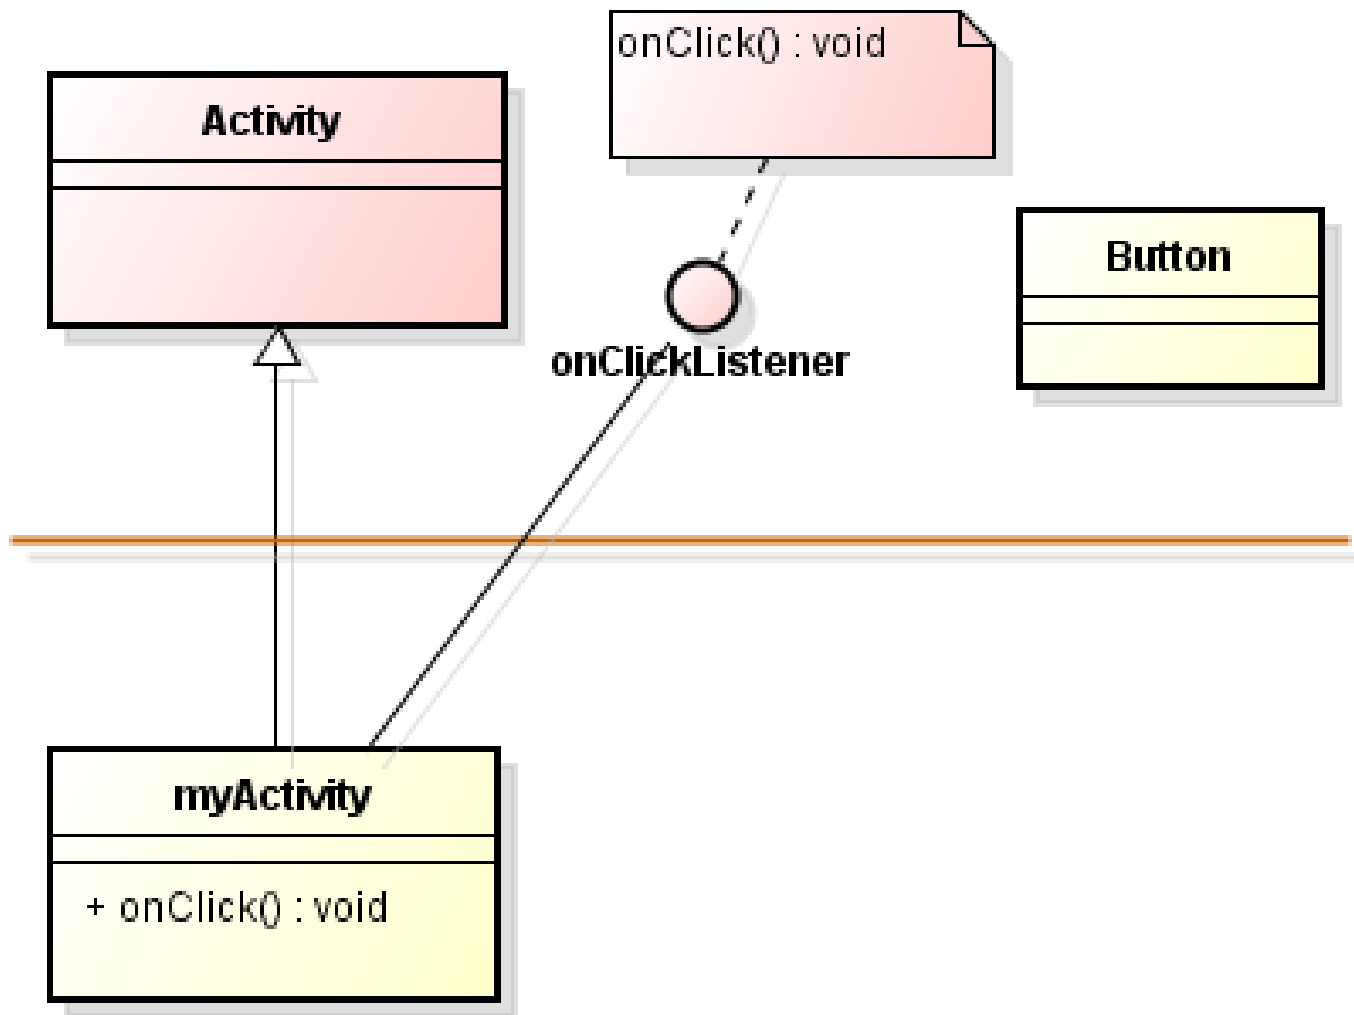 onClick() : void
Activity
Button
onClickListener
myActivity
+ onClick() : void